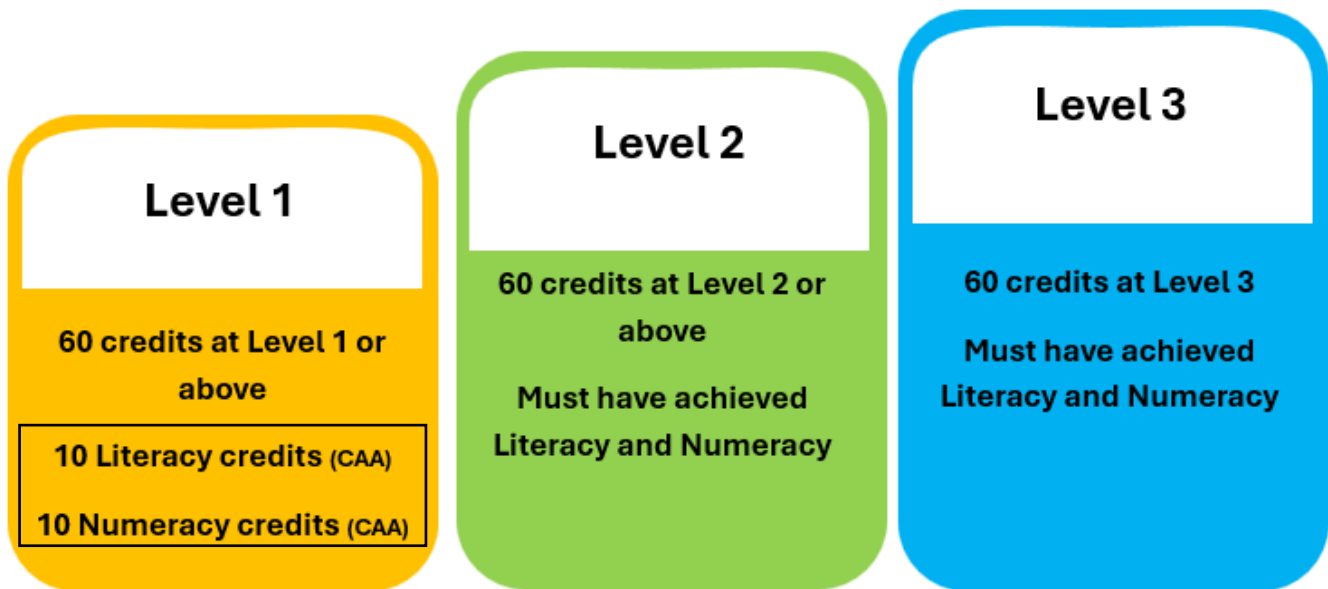 Level 1
60 credits at Level 1 or
above
10 Literacy credits (CAA)
10 Numeracy credits (CAA)
Level 2
60 credits at Level 2 or
above
Must have achieved
Literacy and Numeracy
Level 3
60 credits at Level 3
Must have achieved
Literacy and Numeracy